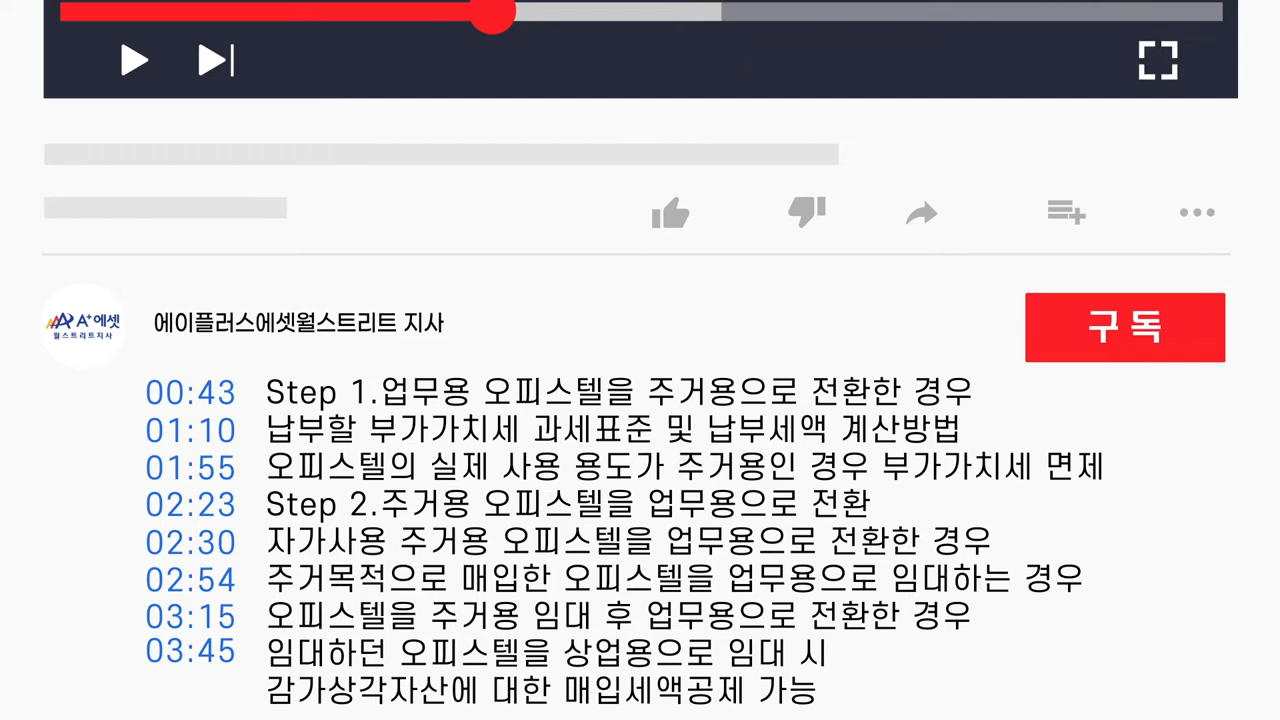 A+에셋
월스트리트지사
에이플러스에셋월스트리트 지사
구독
00:43 Step 1.업무용 오피스텔을 주거용으로 전환한 경우
01:10 납부할 부가가치세 과세표준 및 납부세액 계산방법
01:55 오피스텔의 실제 사용 용도가 주거용인 경우 부가가치세 면제
02:23 Step 2.주거용 오피스텔을 업무용으로 전환
02:30 자가사용 주거용 오피스텔을 업무용으로 전환한 경우
02:54 주거목적으로 매입한 오피스텔을 업무용으로 임대하는 경우
03:15 오피스텔을 주거용 임대 후 업무용으로 전환한 경우
03:45 임대하던 오피스텔을 상업용으로 임대 시
감가상각자산에 대한 매입세액공제 가능